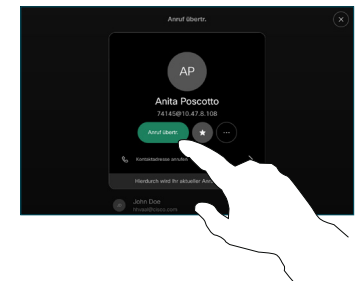 Anruf übertr.
AP
Anita Poscotto
74145@10.47.8.108
Anruf übertr.
Kontaktadresse anrufen
Hierdurch wird Ihr aktueller
John Doe